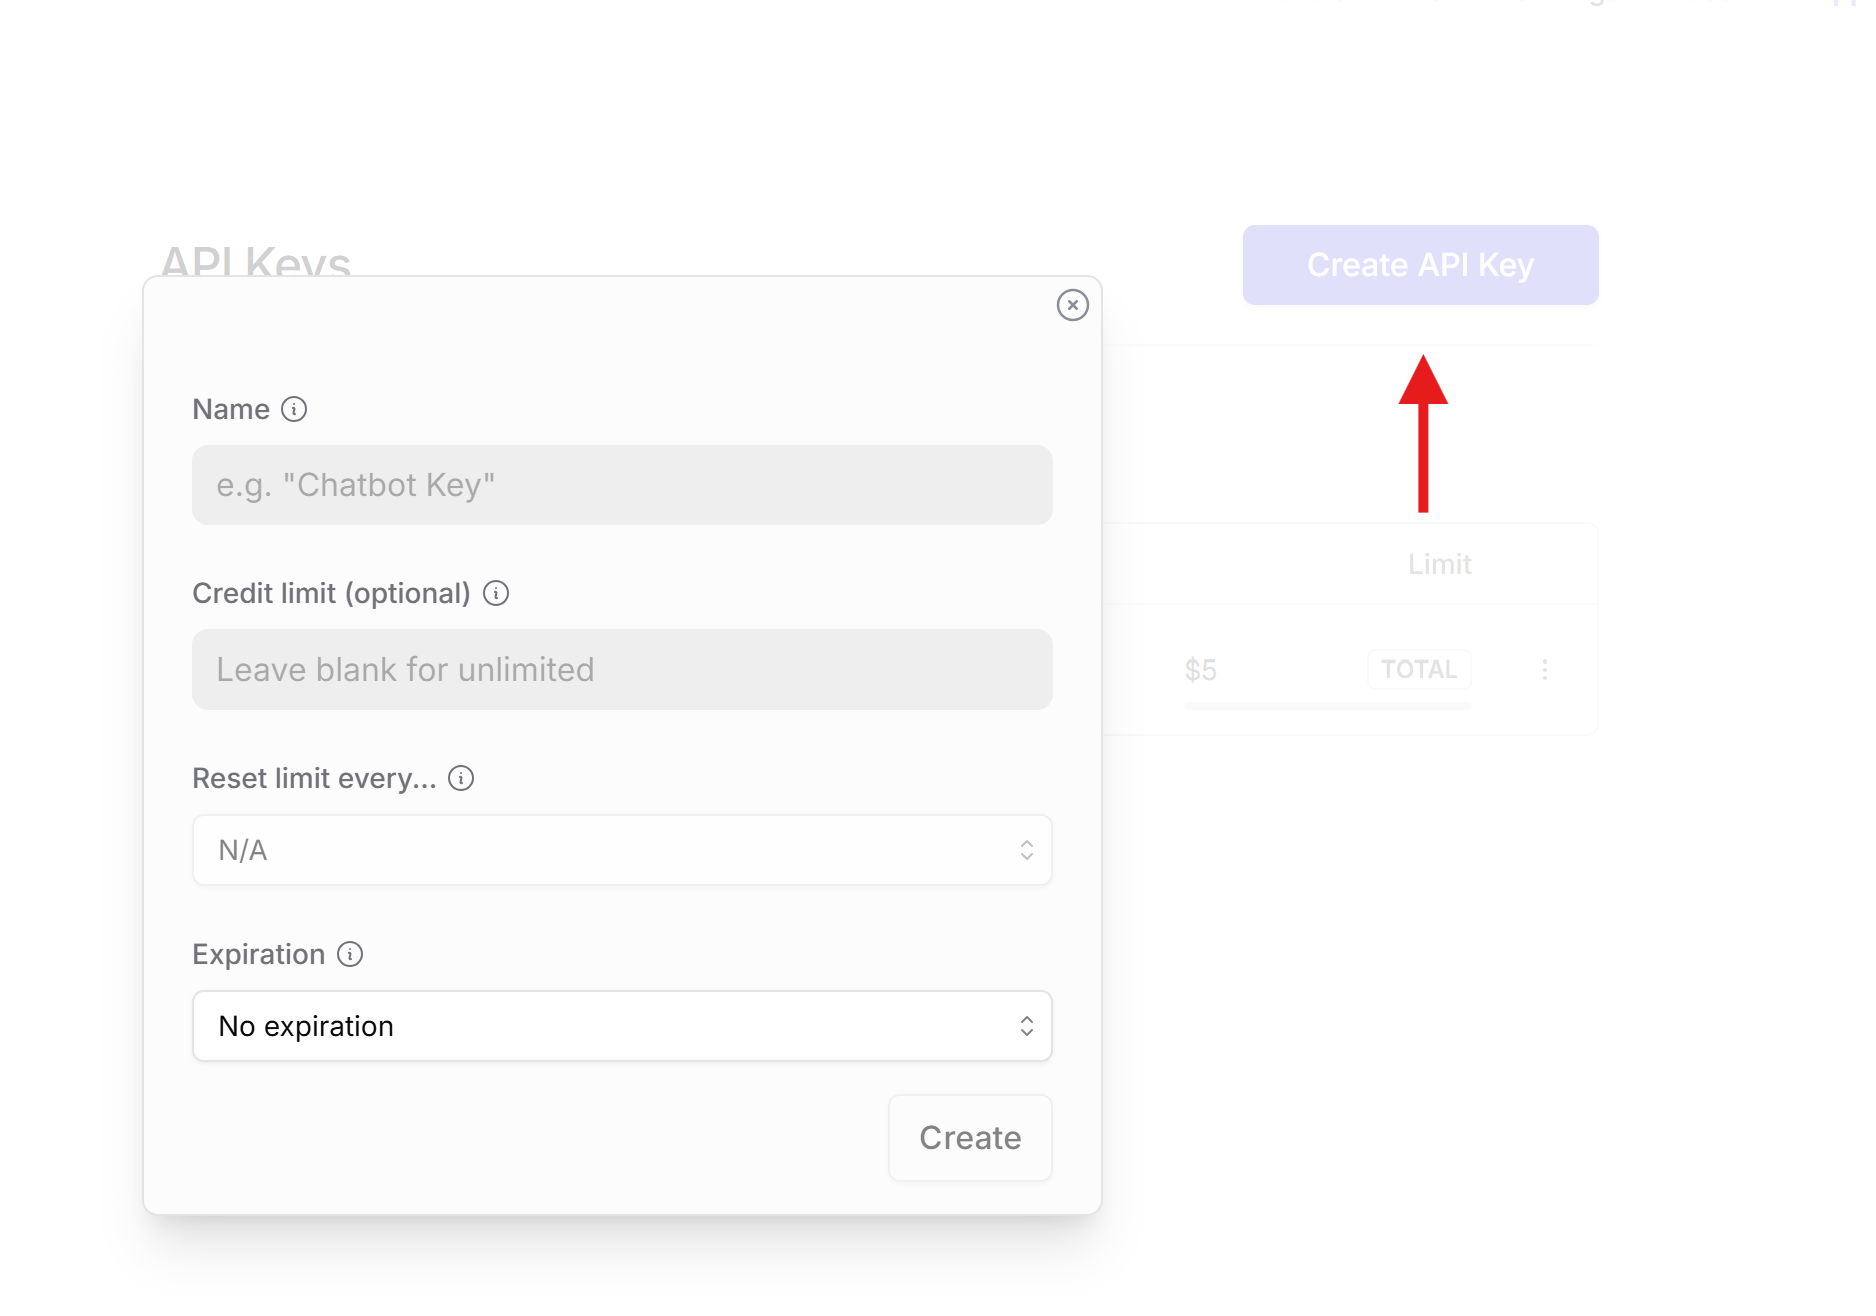 API Keys
Create API Key
Name
e.g. "Chatbot Key"
Credit limit (optional)
Leave blank for unlimited
Limit
$5
TOTAL
Reset limit every...
N/A
Expiration
No expiration
Create